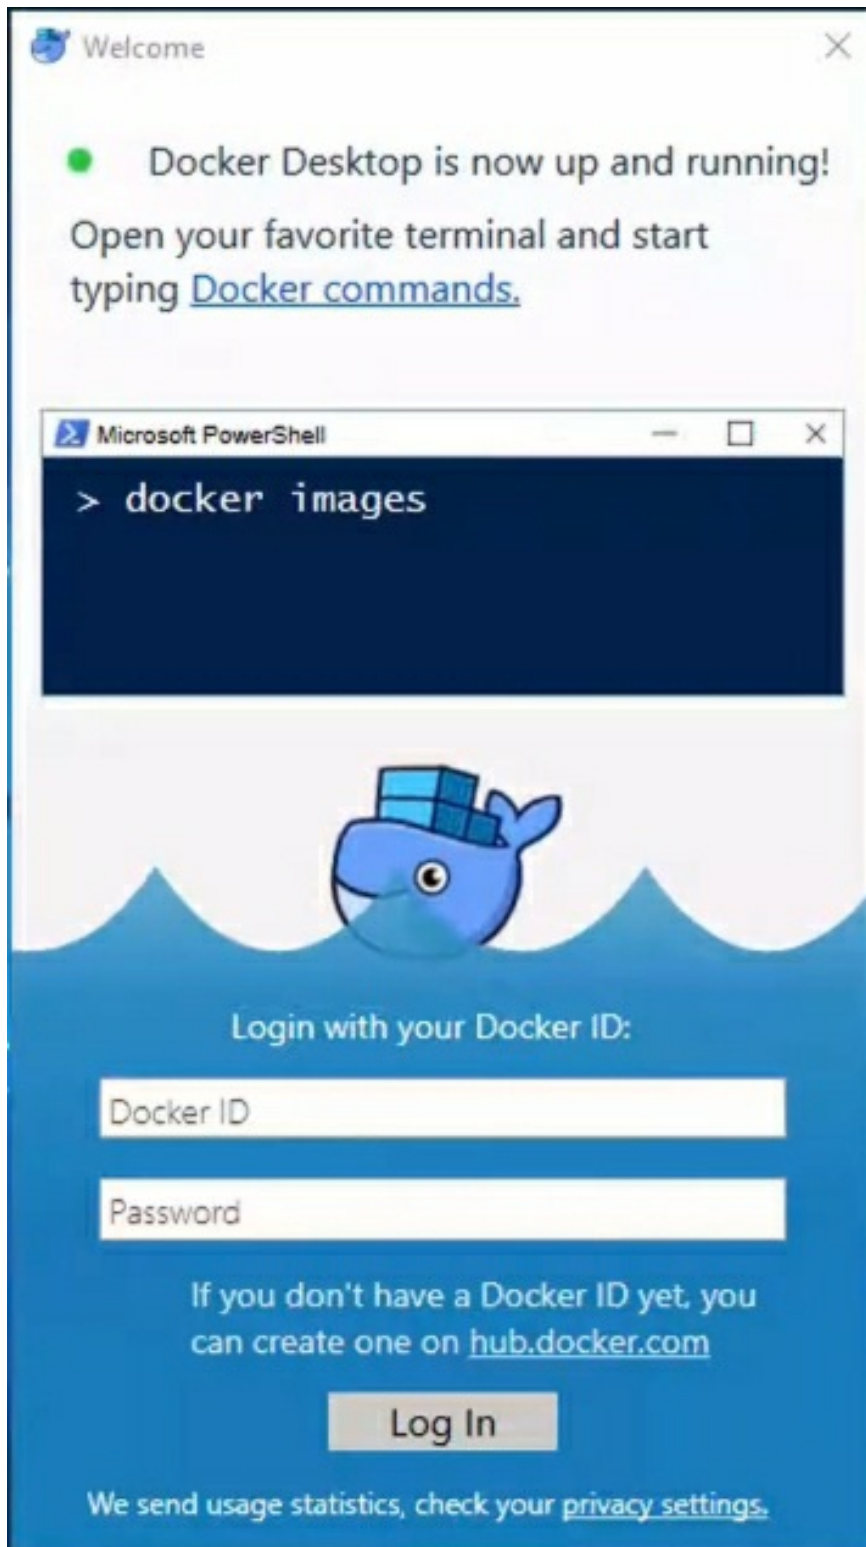 Welcome
Docker Desktop is now up and running!
Open your favorite terminal and start
typing Docker commands.
Microsoft PowerShell
> docker images
Login with your Docker ID:
Docker ID
Password
If you don't have a Docker ID yet, you
can create one on hub.docker.com
Log In
We send usage statistics, check your privacy settings.